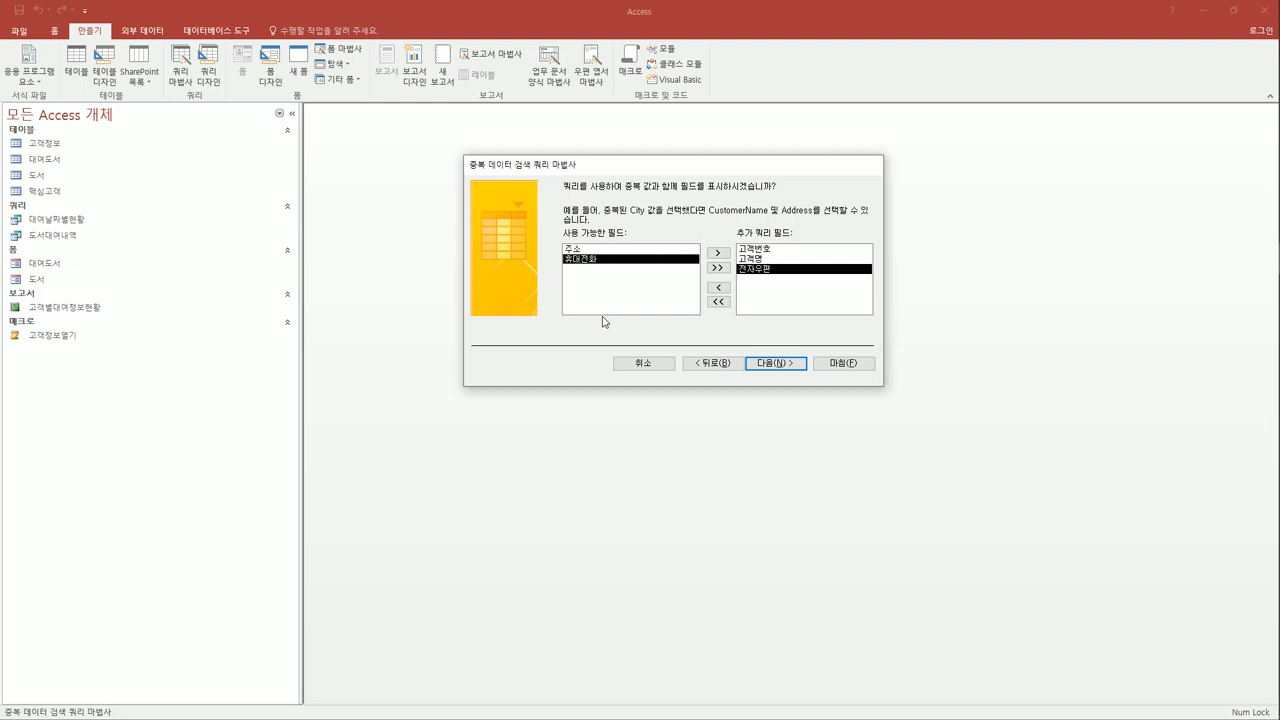 Access
파일 홈 만들기 외부 데이터 데이터베이스 도구 수행할 작업을 알려 주세요. 로그인
응용 프로그램 요소
테이블
테이블 디자인
SharePoint 목록
쿼리 마법사
쿼리 디자인
폼
폼 디자인
새 폼
폼 마법사
탐색
기타 폼
보고서
보고서 디자인
새 보고서
보고서 마법사
레이블
업무 문서 양식 마법사
우편 엽서 마법사
매크로
모듈
클래스 모듈
Visual Basic
서식 파일 테이블 쿼리 폼 보고서 매크로 및 코드
모든 Access 개체
테이블
고객정보
대여도서
도서
핵심고객
쿼리
대여날짜별현황
도서대여내역
폼
대여도서
도서
보고서
고객별대여정보현황
매크로
고객정보열기
중복 데이터 검색 쿼리 마법사
쿼리를 사용하여 중복 값과 함께 필드를 표시하시겠습니까?
예를 들어, 중복된 City 값을 선택했다면 CustomerName 및 Address를 선택할 수 있
습니다.
사용 가능한 필드: 추가 쿼리 필드:
주소
휴대전화
>
>>
<
<<
고객번호
고객명
전자우편
취소 < 뒤로(B) 다음(N) > 마침(F)
중복 데이터 검색 쿼리 마법사 Num Lock